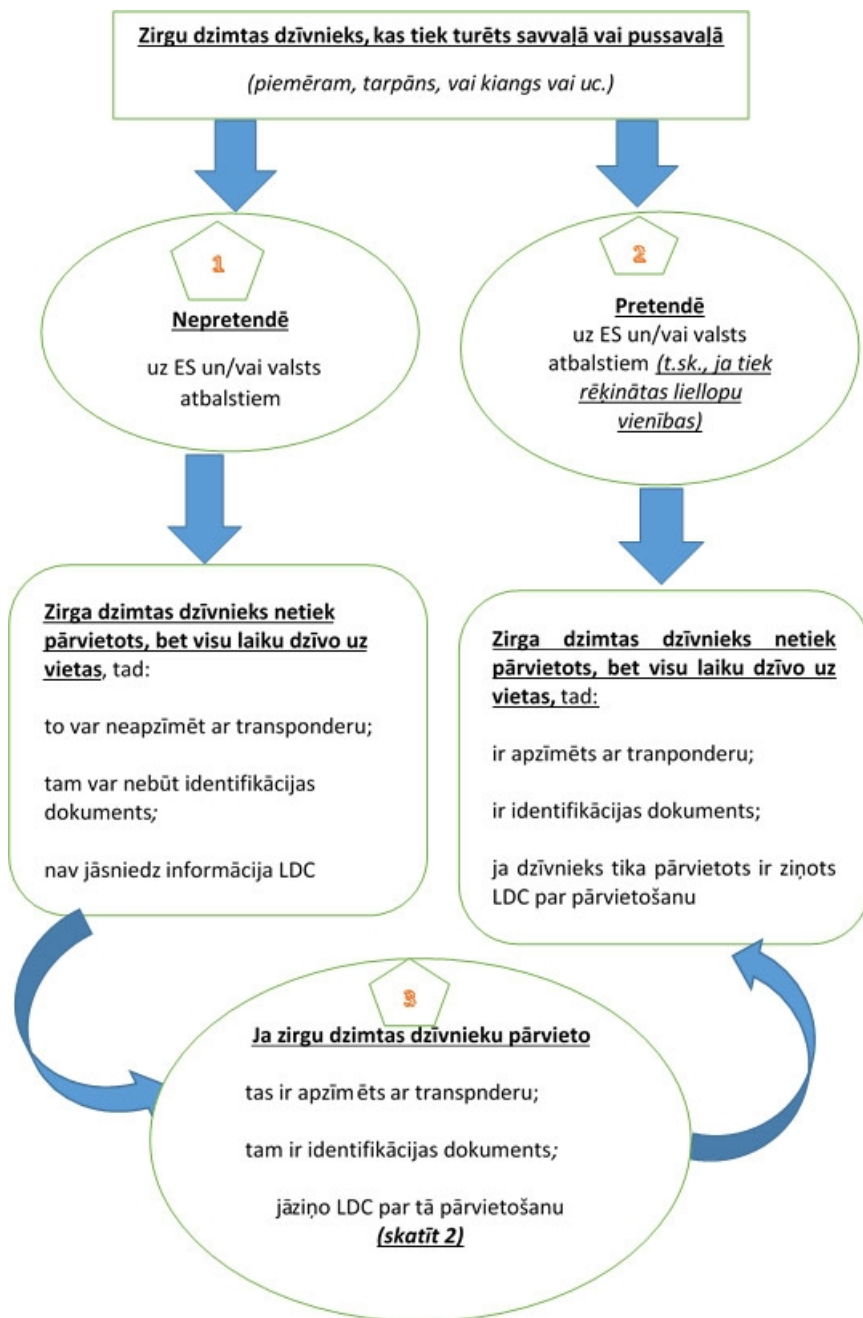 Zirgu dzimtas dzīvnieks, kas tiek turēts savvaļā vai pussavaļā
(piemēram, tarpāns, vai kiangs vai uc.)
1
Nepretendē
uz ES un/vai valsts
atbalstiem
2
Pretendē
uz ES un/vai valsts
atbalstiem (t.sk., ja tiek
rēķinātas liellopu
vienības)
Zirga dzimtas dzīvnieks netiek
pārvietots, bet visu laiku dzīvo uz
vietas, tad:
to var neapzīmēt ar transponderu;
tam var nebūt identifikācijas
dokuments;
nav jāsniedz informācija LDC
Zirga dzimtas dzīvnieks netiek
pārvietots, bet visu laiku dzīvo uz
vietas, tad:
ir apzīmēts ar tranponderu;
ir identifikācijas dokuments;
ja dzīvnieks tika pārvietots ir ziņots
LDC par pārvietošanu
3
Ja zirgu dzimtas dzīvnieku pārvieto
tas ir apzīmēts ar transpnderu;
tam ir identifikācijas dokuments;
jāziņo LDC par tā pārvietošanu
(skatīt 2)